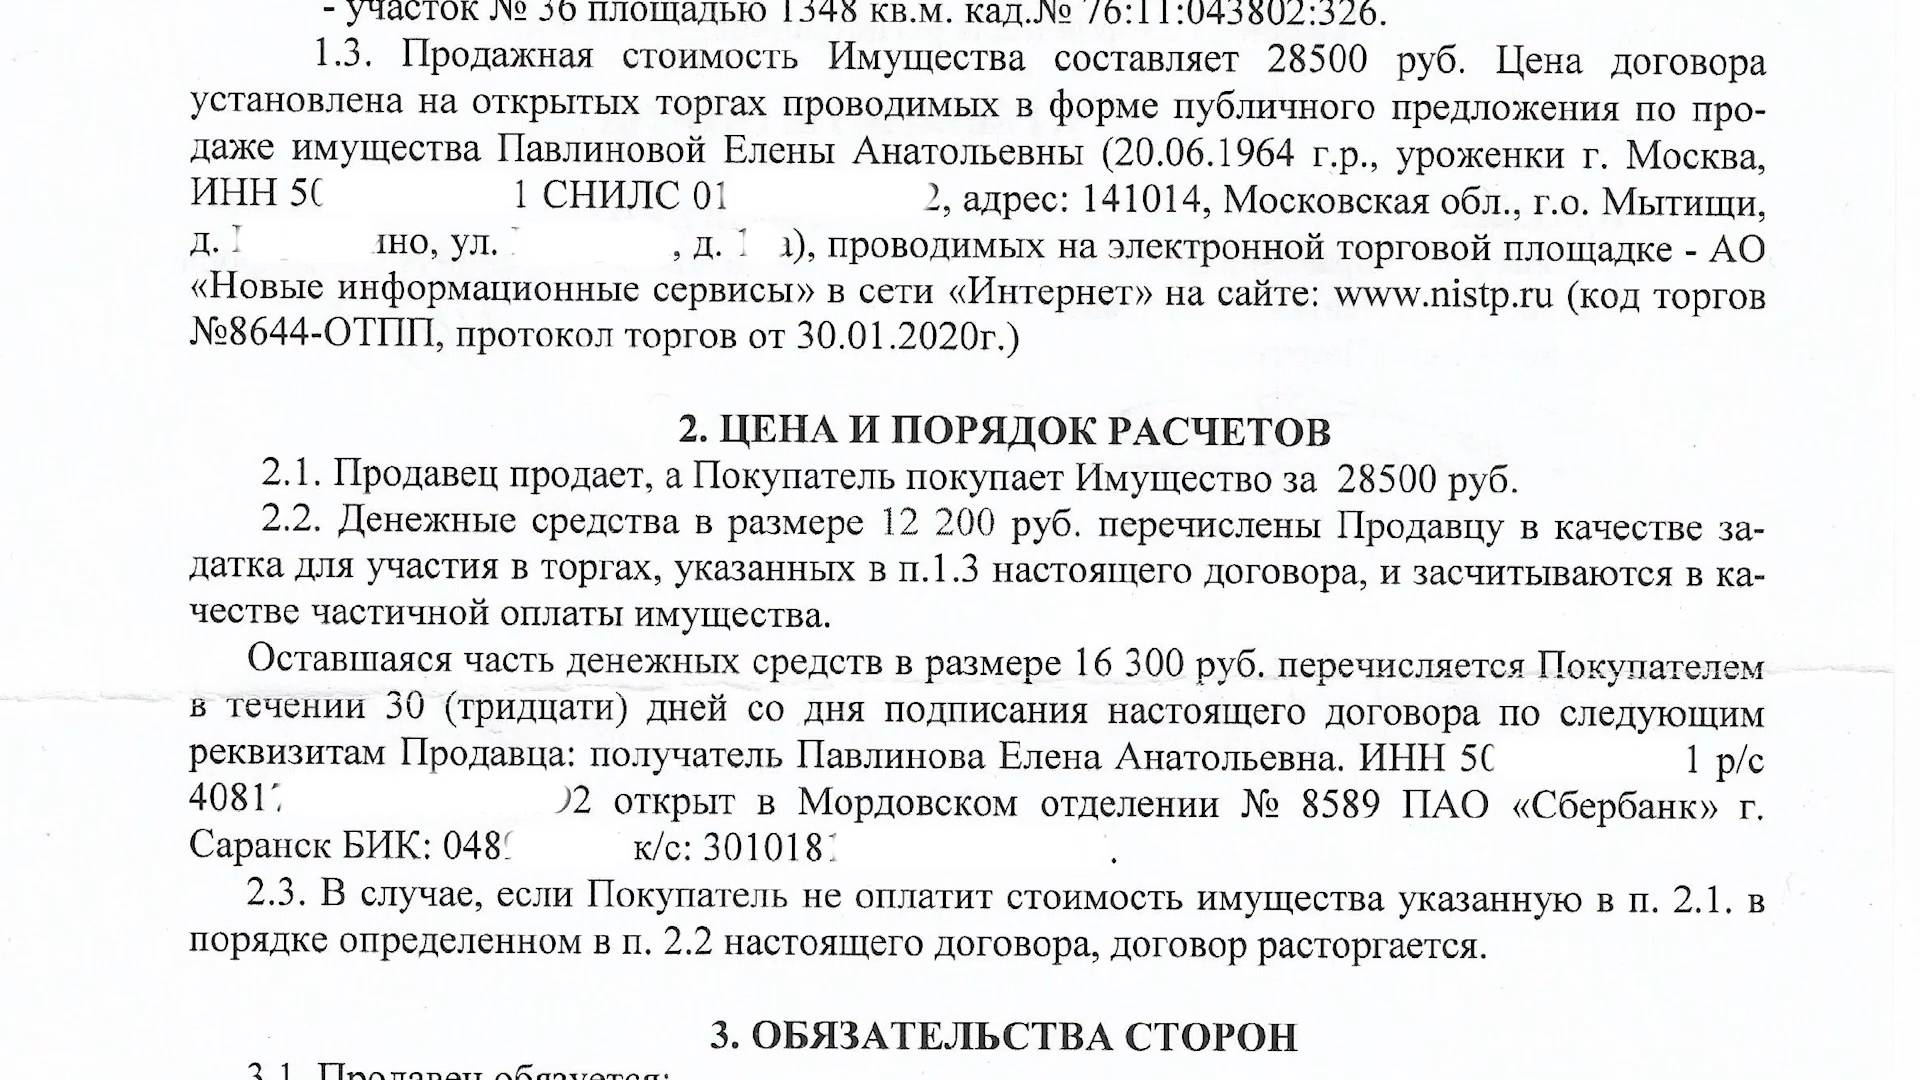 - участок № 36 площадью 1348 кв.м. кад.№ 76:11:043802:326.
1.3. Продажная стоимость Имущества составляет 28500 руб. Цена договора
установлена на открытых торгах проводимых в форме публичного предложения по про-
даже имущества Павлиновой Елены Анатольевны (20.06.1964 г.р., уроженки г. Москва,
ИНН 50 1 СНИЛС 01 2, адрес: 141014, Московская обл., г.о. Мытищи,
д. ино, ул. , д. 1 а), проводимых на электронной торговой площадке - АО
«Новые информационные сервисы» в сети «Интернет» на сайте: www.nistp.ru (код торгов
№8644-ОТПП, протокол торгов от 30.01.2020г.)
2. ЦЕНА И ПОРЯДОК РАСЧЕТОВ
2.1. Продавец продает, а Покупатель покупает Имущество за 28500 руб.
2.2. Денежные средства в размере 12 200 руб. перечислены Продавцу в качестве за-
датка для участия в торгах, указанных в п.1.3 настоящего договора, и засчитываются в ка-
честве частичной оплаты имущества.
Оставшаяся часть денежных средств в размере 16 300 руб. перечисляется Покупателем
в течении 30 (тридцати) дней со дня подписания настоящего договора по следующим
реквизитам Продавца: получатель Павлинова Елена Анатольевна. ИНН 50 1 р/с
40817 02 открыт в Мордовском отделении № 8589 ПАО «Сбербанк» г.
Саранск БИК: 048 к/с: 301018 .
2.3. В случае, если Покупатель не оплатит стоимость имущества указанную в п. 2.1. в
порядке определенном в п. 2.2 настоящего договора, договор расторгается.
3. ОБЯЗАТЕЛЬСТВА СТОРОН
3.1. Продавец обязуется: